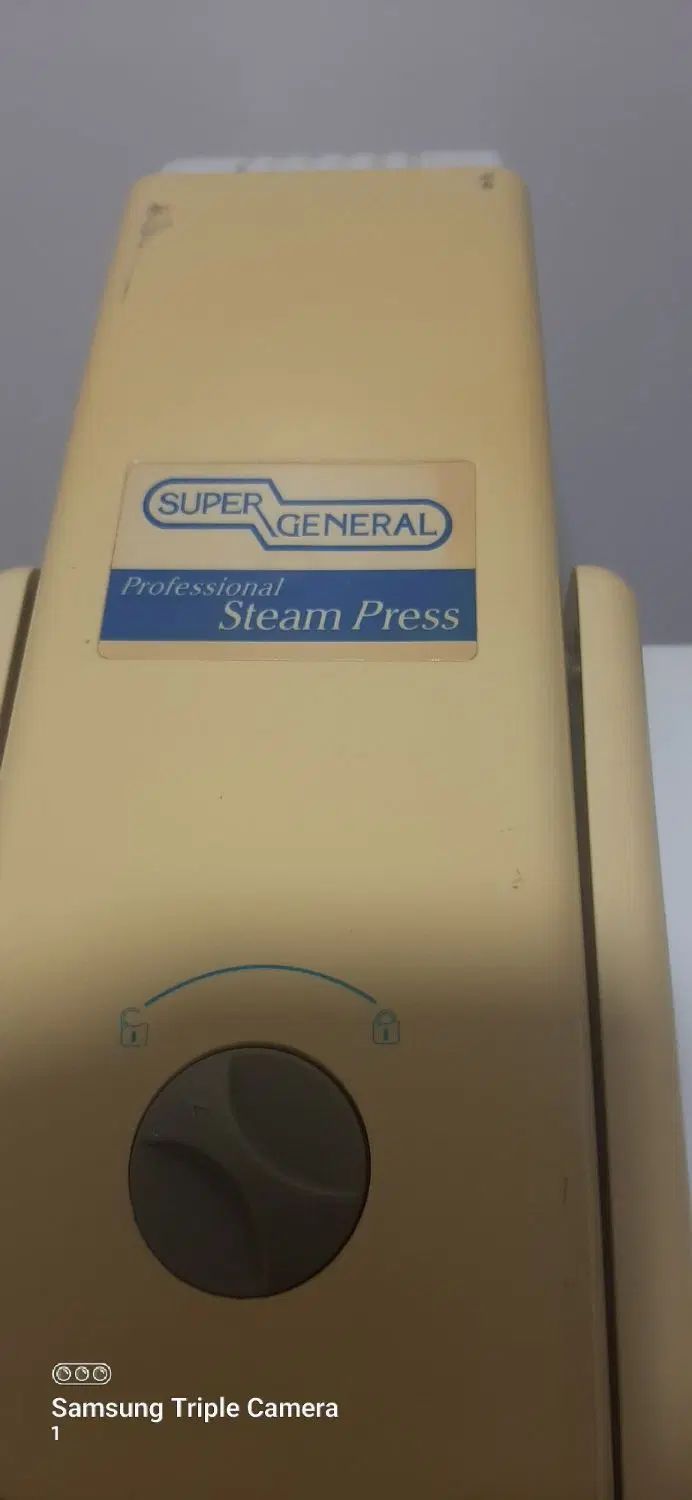 SUPER
GENERAL
Professional
Steam Press
Samsung Triple Camera
1